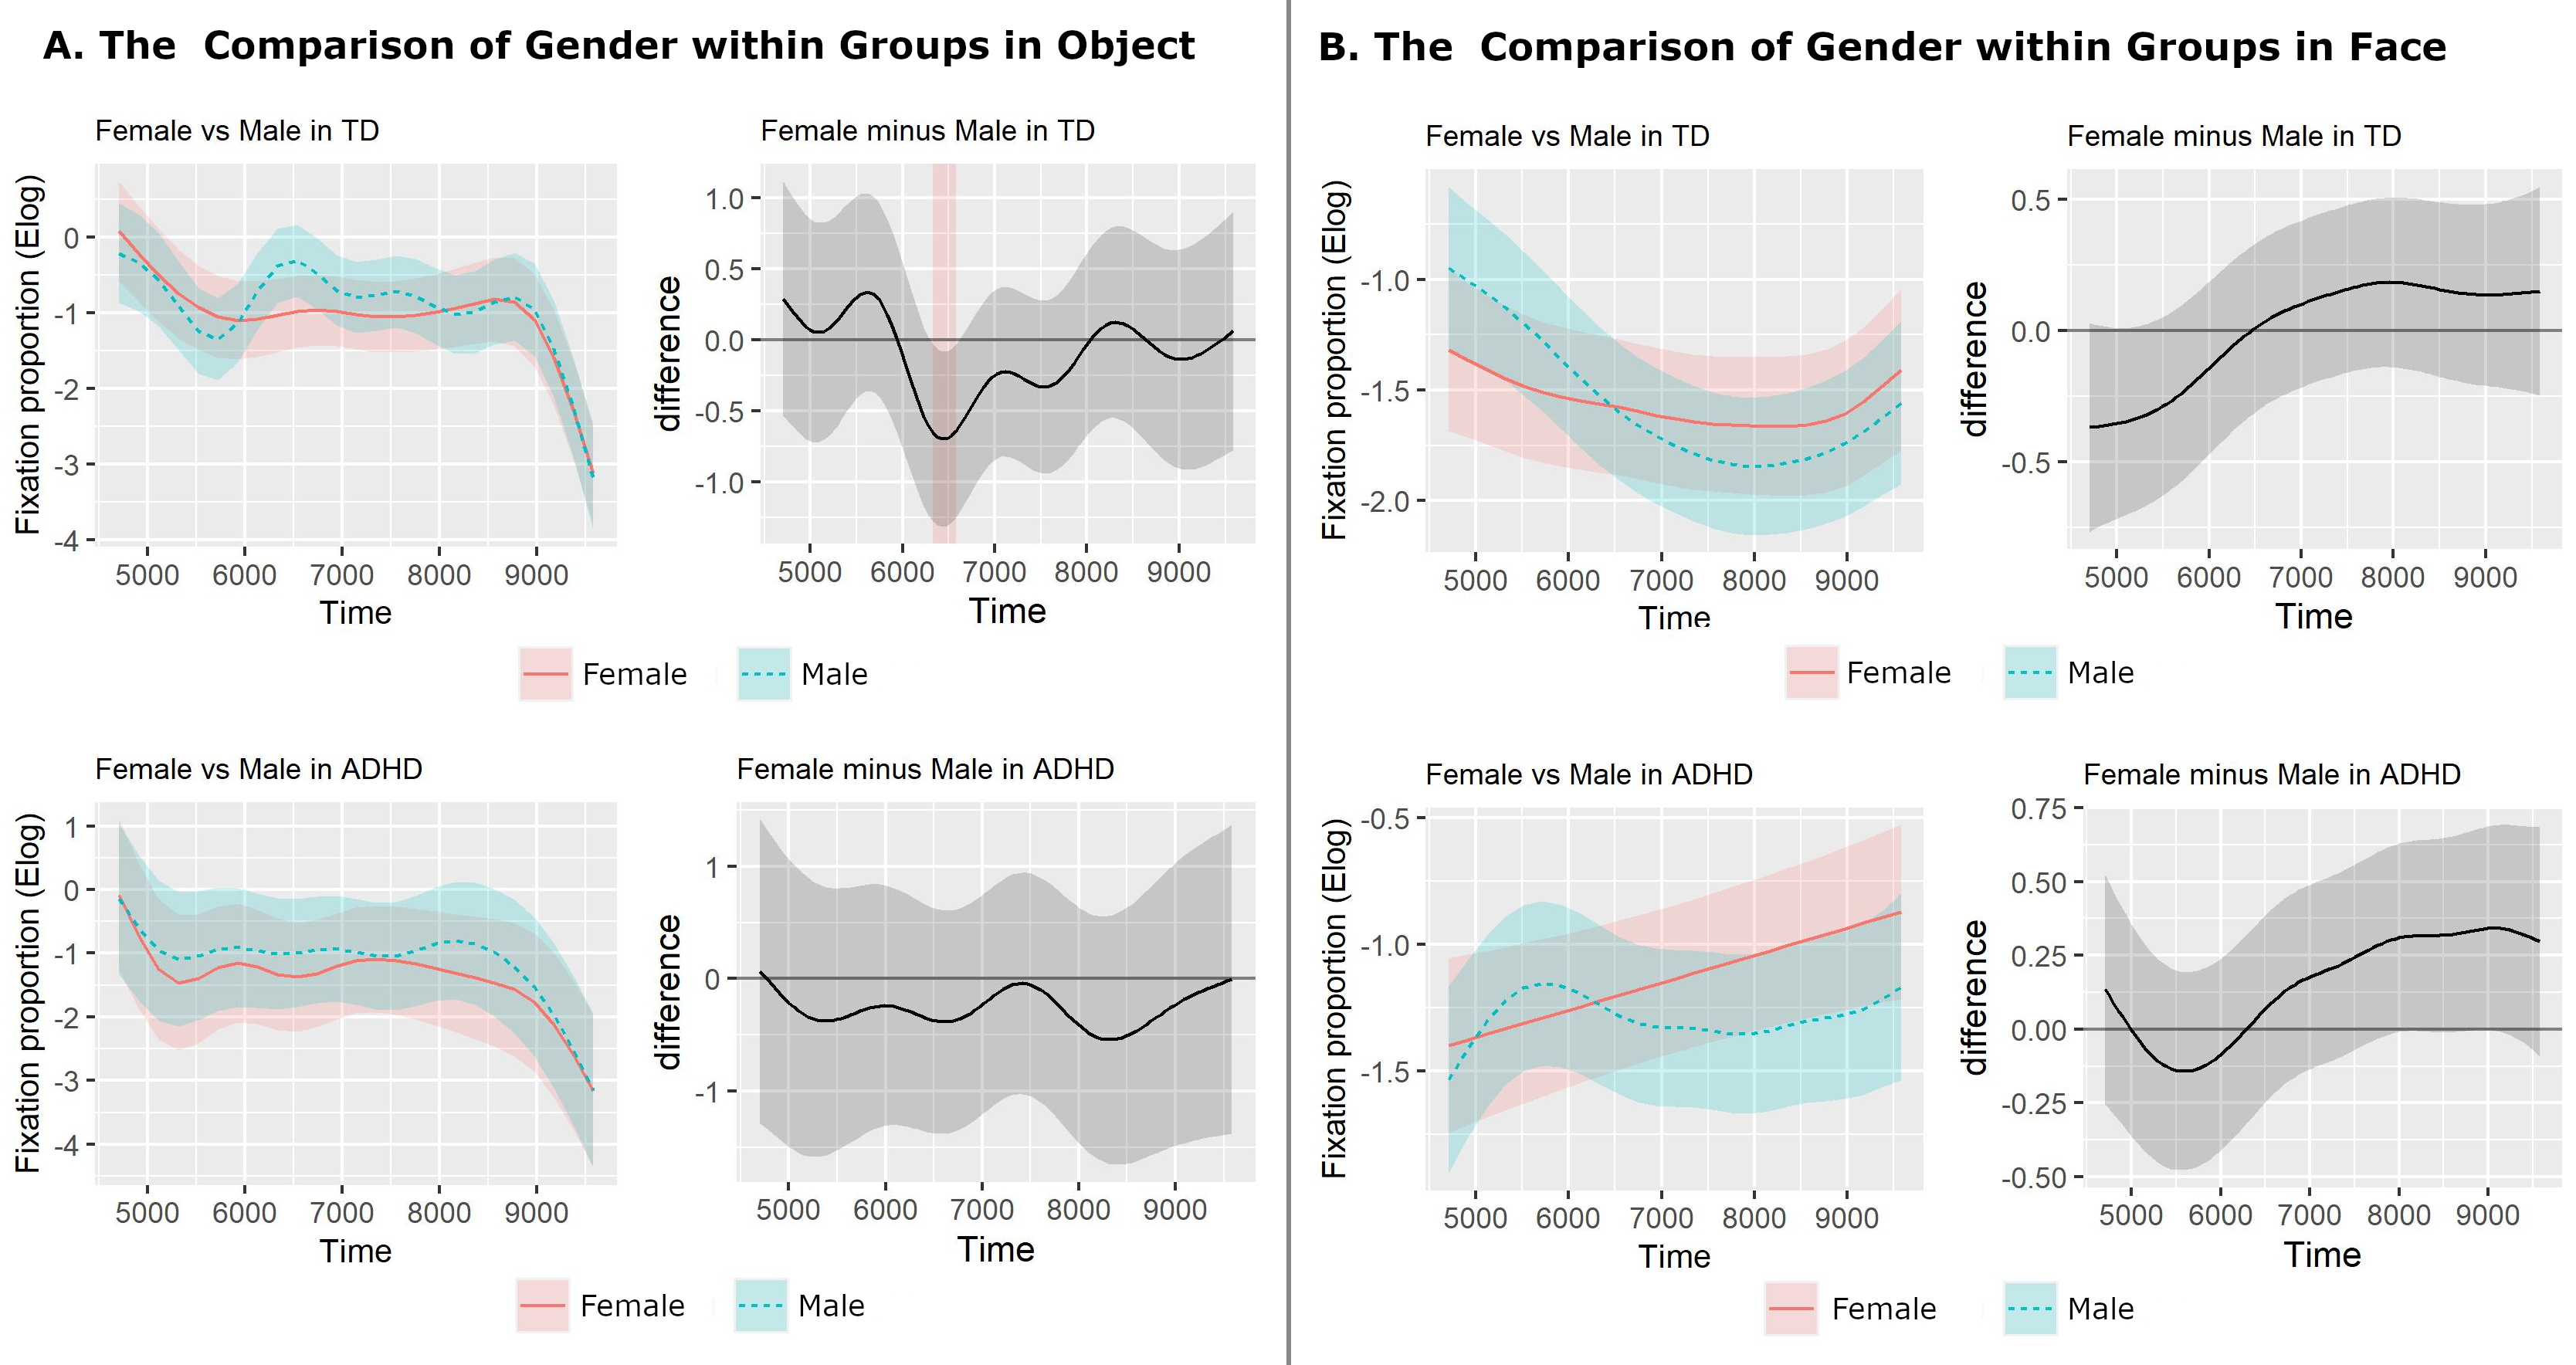 A. The  Comparison of Gender within Groups in Object
Female vs Male in TD
Fixation proportion (Elog)
0
-1
-2
-3
-4
5000 6000 7000 8000 9000
Time
Female minus Male in TD
difference
1.0
0.5
0.0
-0.5
-1.0
5000 6000 7000 8000 9000
Time
Female Male
Female vs Male in ADHD
Fixation proportion (Elog)
1
0
-1
-2
-3
-4
5000 6000 7000 8000 9000
Time
Female minus Male in ADHD
difference
1
0
-1
5000 6000 7000 8000 9000
Time
Female Male
B. The  Comparison of Gender within Groups in Face
Female vs Male in TD
Fixation proportion (Elog)
-1.0
-1.5
-2.0
5000 6000 7000 8000 9000
Time
Female minus Male in TD
difference
0.5
0.0
-0.5
5000 6000 7000 8000 9000
Time
Female Male
Female vs Male in ADHD
Fixation proportion (Elog)
-0.5
-1.0
-1.5
5000 6000 7000 8000 9000
Time
Female minus Male in ADHD
difference
0.75
0.50
0.25
0.00
-0.25
-0.50
5000 6000 7000 8000 9000
Time
Female Male